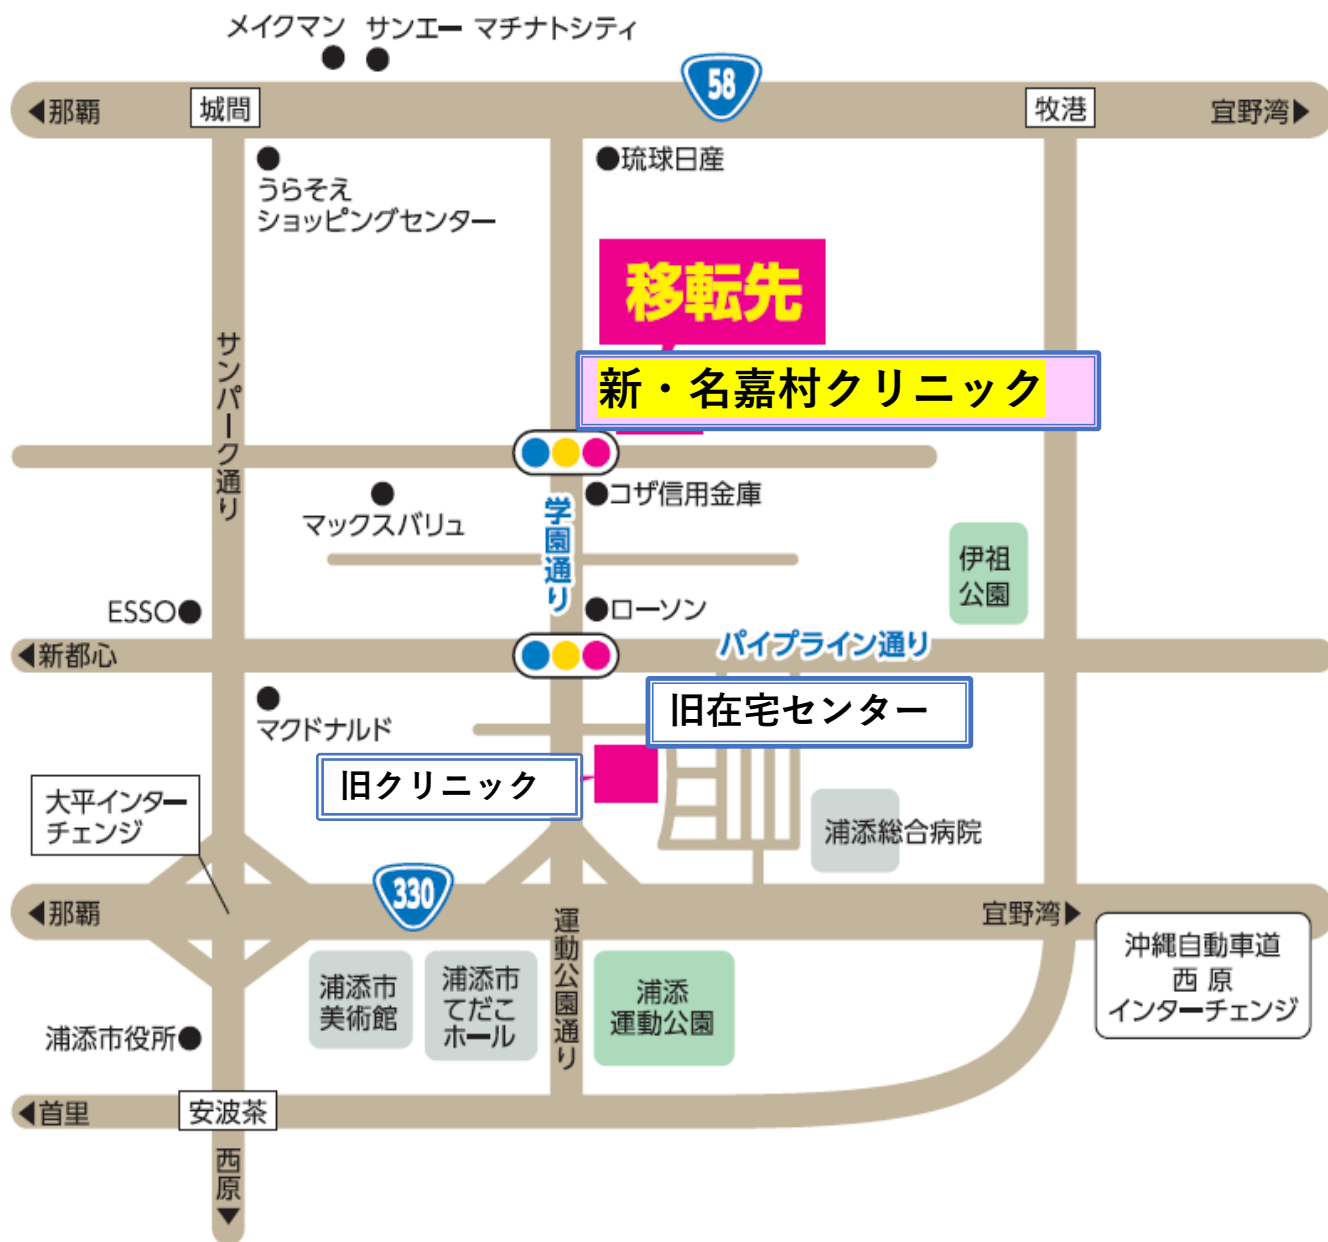 メイクマン
サンエー マチナトシティ
58
◀那覇
城間
牧港
宜野湾▶
●琉球日産
うらそえ
ショッピングセンター
移転先
新・名嘉村クリニック
サンパーク通り
学園通り
●コザ信用金庫
マックスバリュ
伊祖
公園
ESSO●
●ローソン
◀新都心
パイプライン通り
マクドナルド
旧在宅センター
旧クリニック
大平インター
チェンジ
浦添総合病院
330
◀那覇
宜野湾▶
運動公園通り
沖縄自動車道
西 原
インターチェンジ
浦添市
美術館
浦添市
てだこ
ホール
浦添
運動公園
浦添市役所●
◀首里
安波茶
西原▼